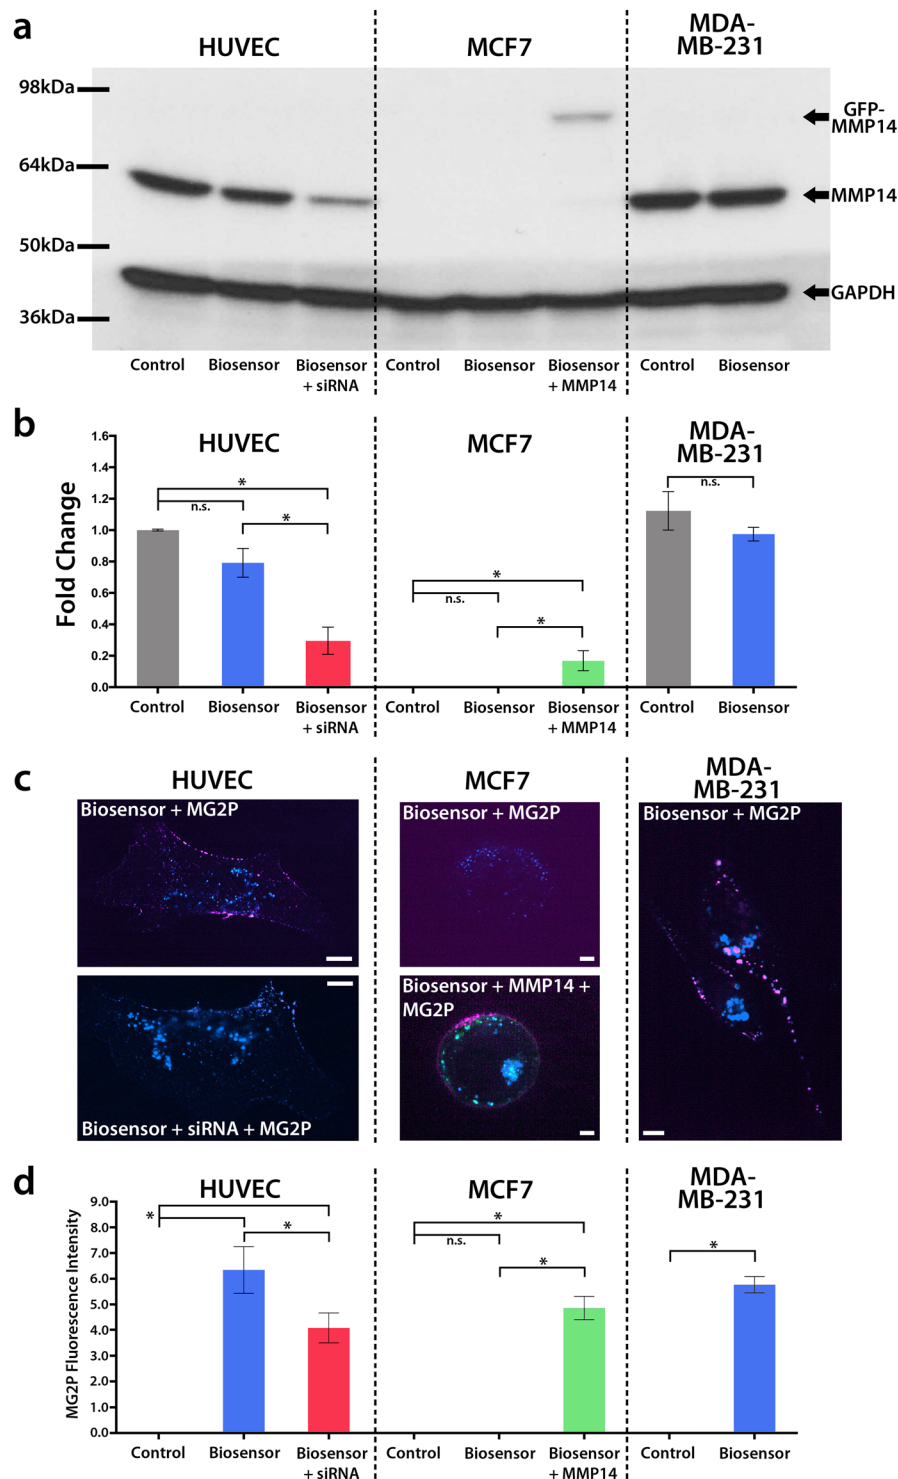 a
HUVEC
MCF7
MDA-
MB-231
98kDa
64kDa
50kDa
36kDa
GFP-
MMP14
MMP14
GAPDH
Control
Biosensor
Biosensor
+ siRNA
Control
Biosensor
Biosensor
+ MMP14
Control
Biosensor
b
HUVEC
MCF7
MDA-
MB-231
Fold Change
1.6
1.4
1.2
1.0
0.8
0.6
0.4
0.2
0.0
*
n.s.
*
*
n.s.
*
n.s.
Control
Biosensor
Biosensor
+ siRNA
Control
Biosensor
Biosensor
+ MMP14
Control
Biosensor
c
HUVEC
MCF7
MDA-
MB-231
Biosensor + MG2P
Biosensor + siRNA + MG2P
Biosensor + MG2P
Biosensor + MMP14 +
MG2P
Biosensor + MG2P
d
HUVEC
MCF7
MDA-
MB-231
MG2P Fluorescence Intensity
9.0
8.0
7.0
6.0
5.0
4.0
3.0
2.0
1.0
0.0
*
*
*
n.s.
*
*
Control
Biosensor
Biosensor
+ siRNA
Control
Biosensor
Biosensor
+ MMP14
Control
Biosensor